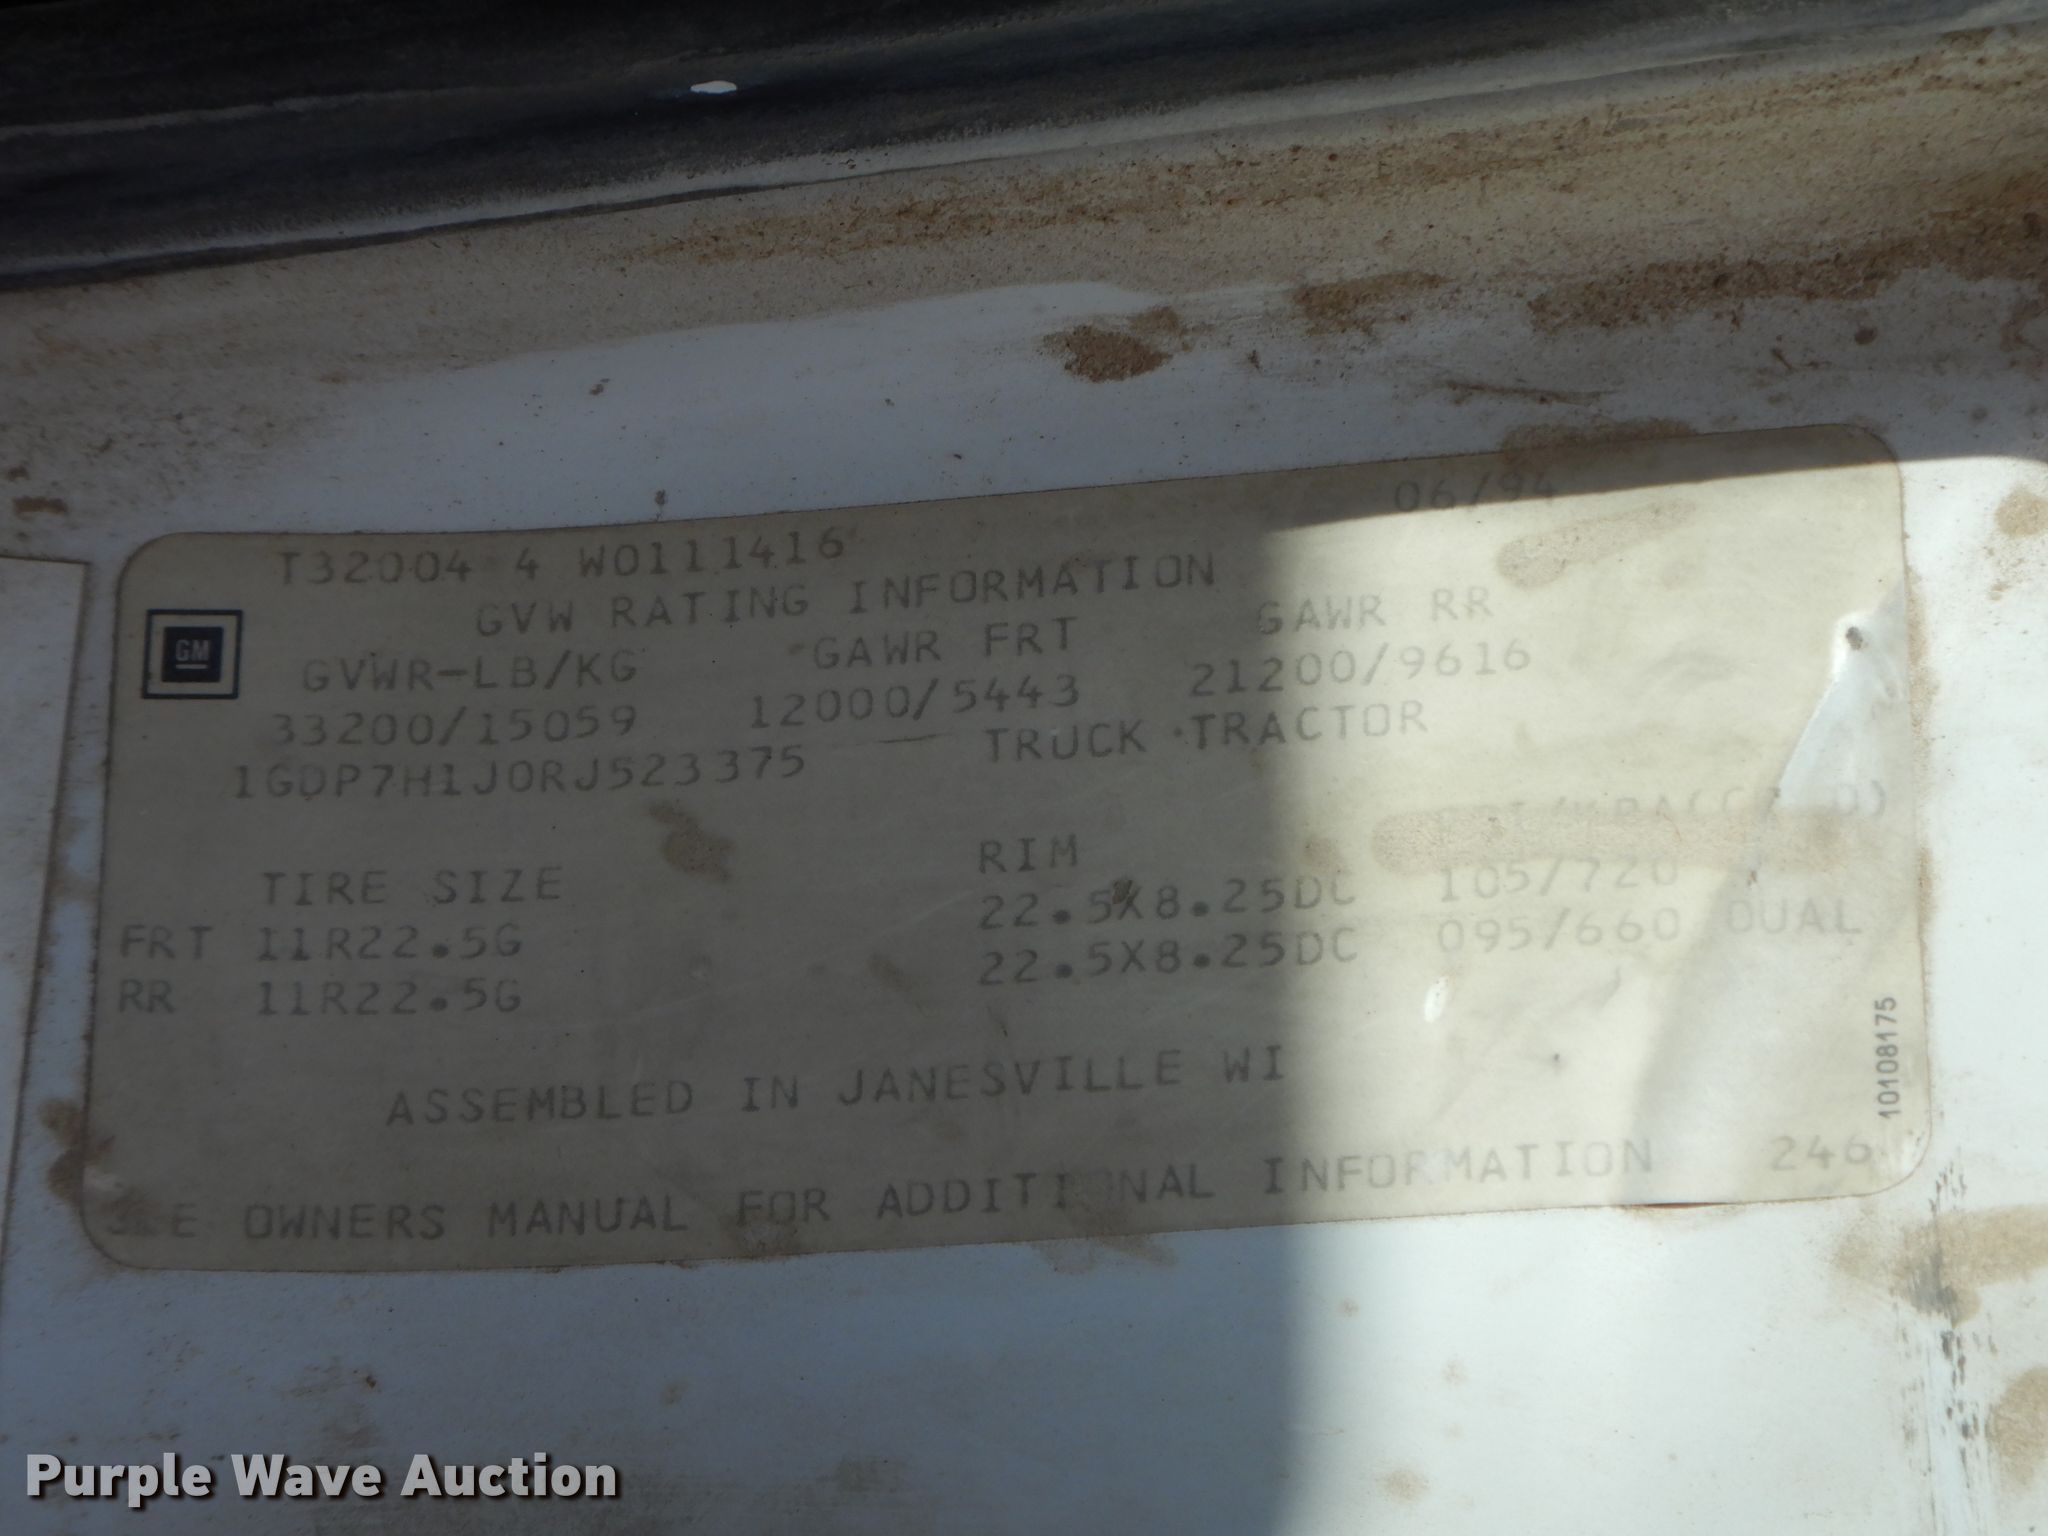 T32004 4 W0111416 06/94
GVW RATING INFORMATION
GM
GVWR-LB/KG GAWR FRT GAWR RR
33200/15059 12000/5443 21200/9616
1GDP7H1J0RJ523375 TRUCK TRACTOR
TIRE SIZE RIM
FRT 11R22.5G 22.5X8.25DC 105/720
RR 11R22.5G 22.5X8.25DC 095/660 DUAL
ASSEMBLED IN JANESVILLE WI
10108175
OWNERS MANUAL FOR ADDITIONAL INFORMATION 246
Purple Wave Auction